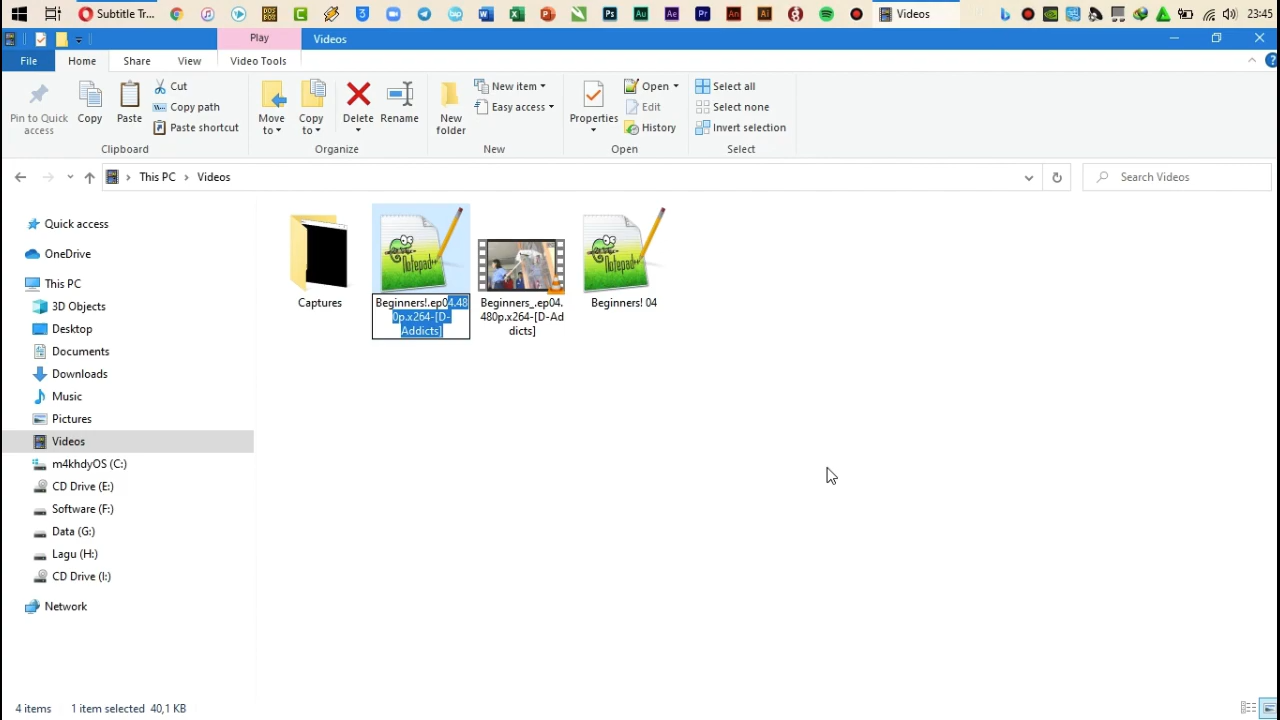 Subtitle Tr...
Videos
23:45
Play
Videos
File
Home
Share
View
Video Tools
Pin to Quick
access
Copy
Paste
Cut
Copy path
Paste shortcut
Clipboard
Move
to
Copy
to
Delete
Rename
Organize
New
folder
New item
Easy access
New
Properties
Open
Edit
History
Open
Select all
Select none
Invert selection
Select
This PC
Videos
Search Videos
Quick access
OneDrive
This PC
3D Objects
Desktop
Documents
Downloads
Music
Pictures
Videos
m4khdyOS (C:)
CD Drive (E:)
Software (F:)
Data (G:)
Lagu (H:)
CD Drive (I:)
Network
Captures
Beginners!.ep04.48
0p.x264-[D-
Addicts]
Beginners_.ep04.
480p.x264-[D-Ad
dicts]
Beginners! 04
4 items
1 item selected
40,1 KB